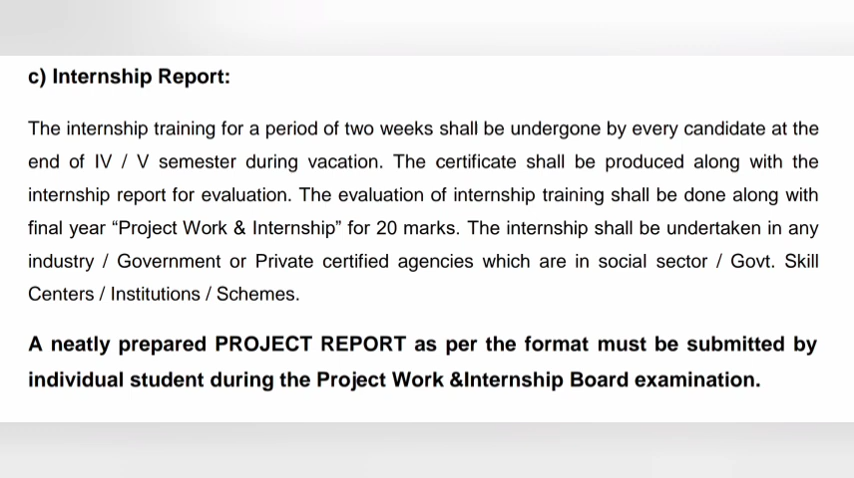 c) Internship Report:
The internship training for a period of two weeks shall be undergone by every candidate at the
end of IV / V semester during vacation. The certificate shall be produced along with the
internship report for evaluation. The evaluation of internship training shall be done along with
final year “Project Work & Internship” for 20 marks. The internship shall be undertaken in any
industry / Government or Private certified agencies which are in social sector / Govt. Skill
Centers / Institutions / Schemes.
A neatly prepared PROJECT REPORT as per the format must be submitted by
individual student during the Project Work &Internship Board examination.